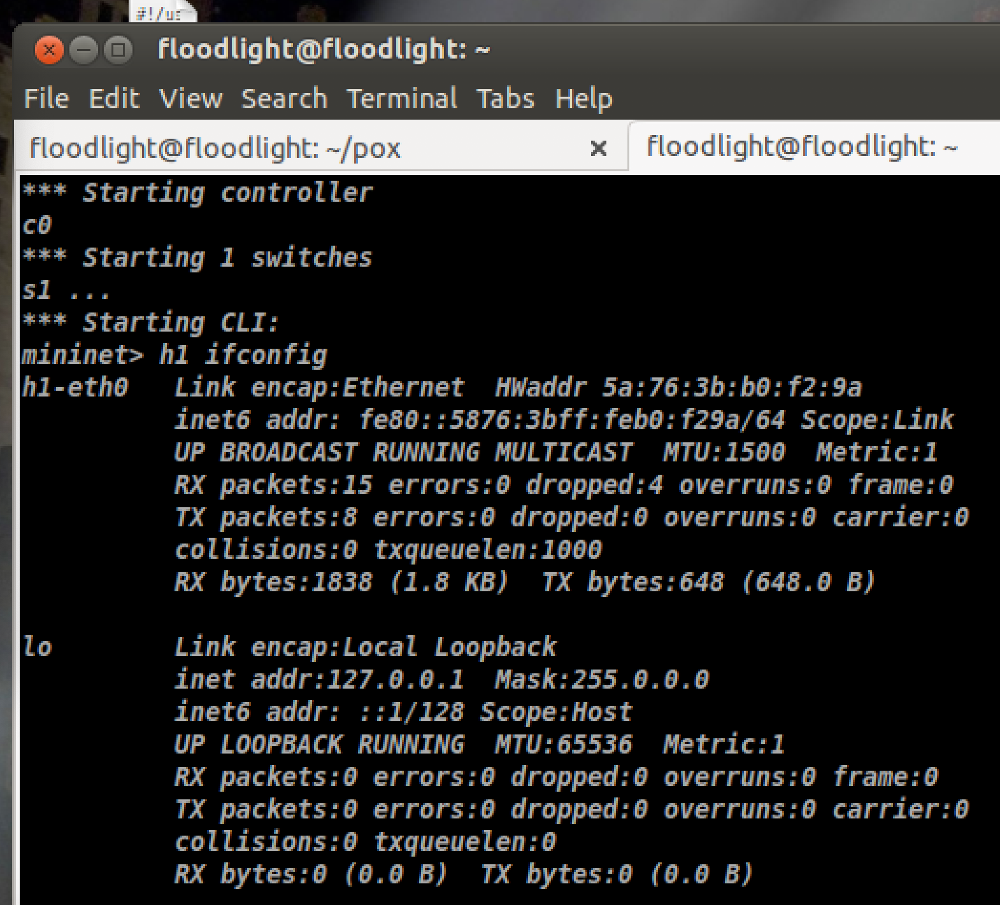 #!/us
floodlight@floodlight: ~
File Edit View Search Terminal Tabs Help
floodlight@floodlight: ~/pox × floodlight@floodlight: ~
*** Starting controller
c0
*** Starting 1 switches
s1 ...
*** Starting CLI:
mininet> h1 ifconfig
h1-eth0   Link encap:Ethernet  HWaddr 5a:76:3b:b0:f2:9a
          inet6 addr: fe80::5876:3bff:feb0:f29a/64 Scope:Link
          UP BROADCAST RUNNING MULTICAST  MTU:1500  Metric:1
          RX packets:15 errors:0 dropped:4 overruns:0 frame:0
          TX packets:8 errors:0 dropped:0 overruns:0 carrier:0
          collisions:0 txqueuelen:1000
          RX bytes:1838 (1.8 KB)  TX bytes:648 (648.0 B)

lo        Link encap:Local Loopback
          inet addr:127.0.0.1  Mask:255.0.0.0
          inet6 addr: ::1/128 Scope:Host
          UP LOOPBACK RUNNING  MTU:65536  Metric:1
          RX packets:0 errors:0 dropped:0 overruns:0 frame:0
          TX packets:0 errors:0 dropped:0 overruns:0 carrier:0
          collisions:0 txqueuelen:0
          RX bytes:0 (0.0 B)  TX bytes:0 (0.0 B)